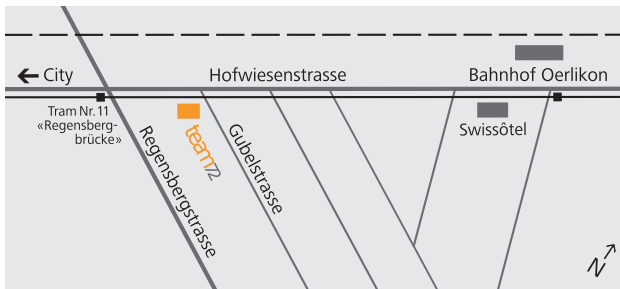 City
Hofwiesenstrasse
Bahnhof Oerlikon
Tram Nr. 11
«Regensberg-
brücke»
Regensbergstrasse
team72
Gubelstrasse
Swissôtel
N